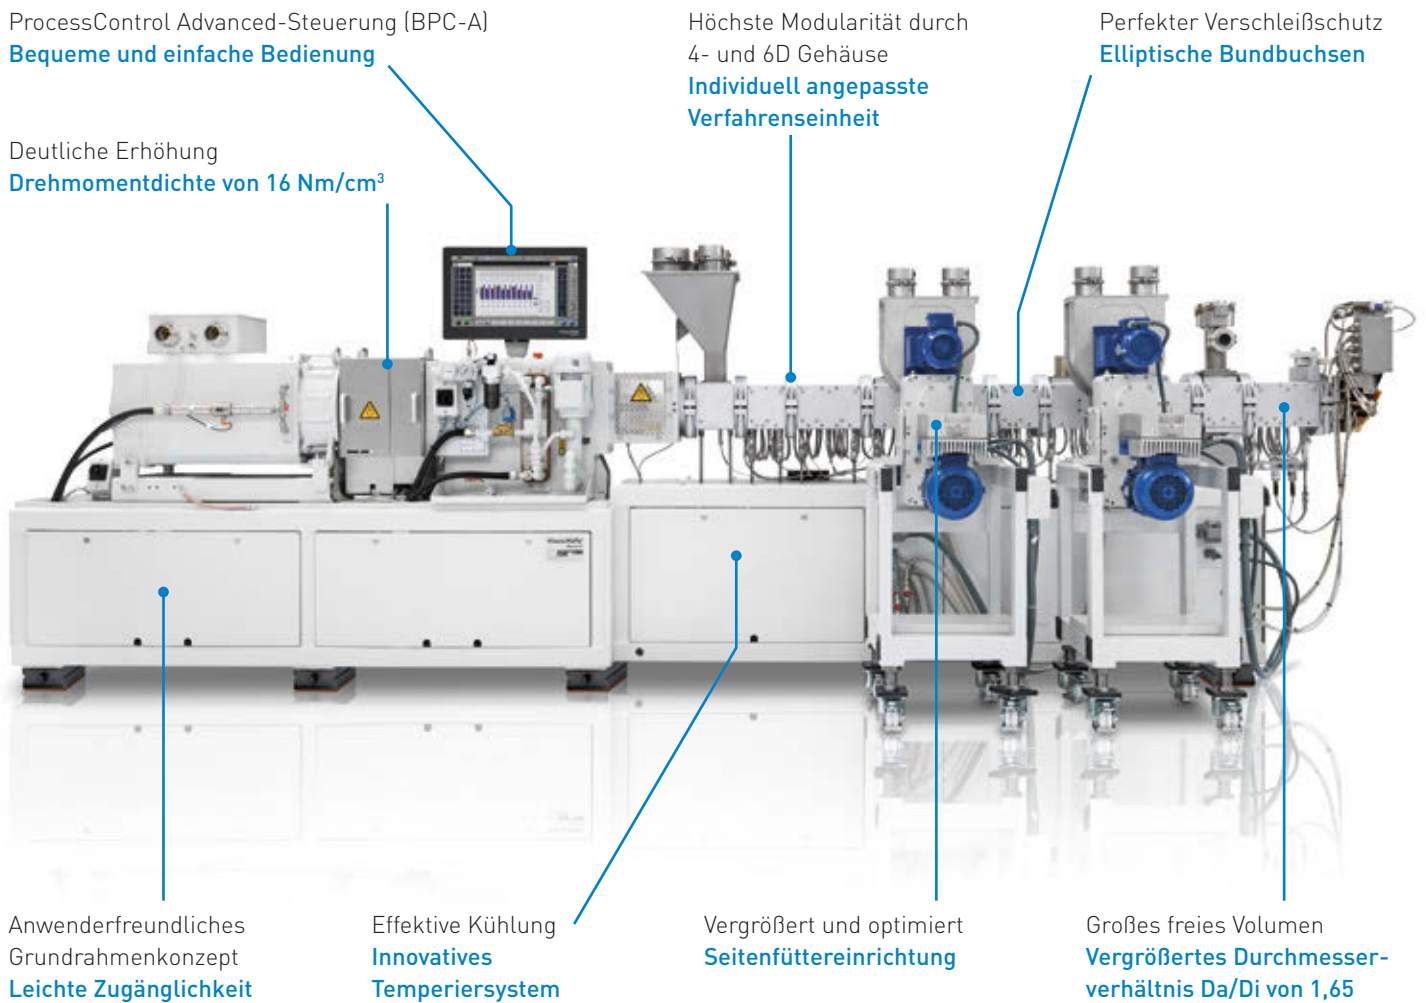 ProcessControl Advanced-Steuerung (BPC-A)
Bequeme und einfache Bedienung
Höchste Modularität durch
4- und 6D Gehäuse
Individuell angepasste
Verfahrenseinheit
Perfekter Verschleißschutz
Elliptische Bundbuchsen
Deutliche Erhöhung
Drehmomentdichte von 16 Nm/cm³
Anwenderfreundliches
Grundrahmenkonzept
Leichte Zugänglichkeit
Effektive Kühlung
Innovatives
Temperiersystem
Vergrößert und optimiert
Seitenfüttereinrichtung
Großes freies Volumen
Vergrößertes Durchmesser-
verhältnis Da/Di von 1,65